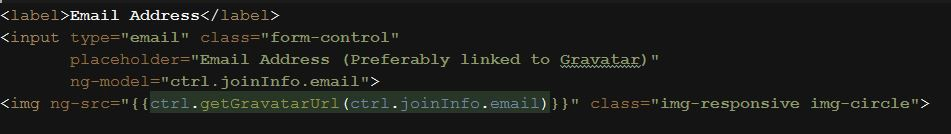 <label>Email Address</label>
<input type="email" class="form-control"
placeholder="Email Address (Preferably linked to Gravatar)"
ng-model="ctrl.joinInfo.email">
<img ng-src="{{ctrl.getGravatarUrl(ctrl.joinInfo.email)}}" class="img-responsive img-circle">